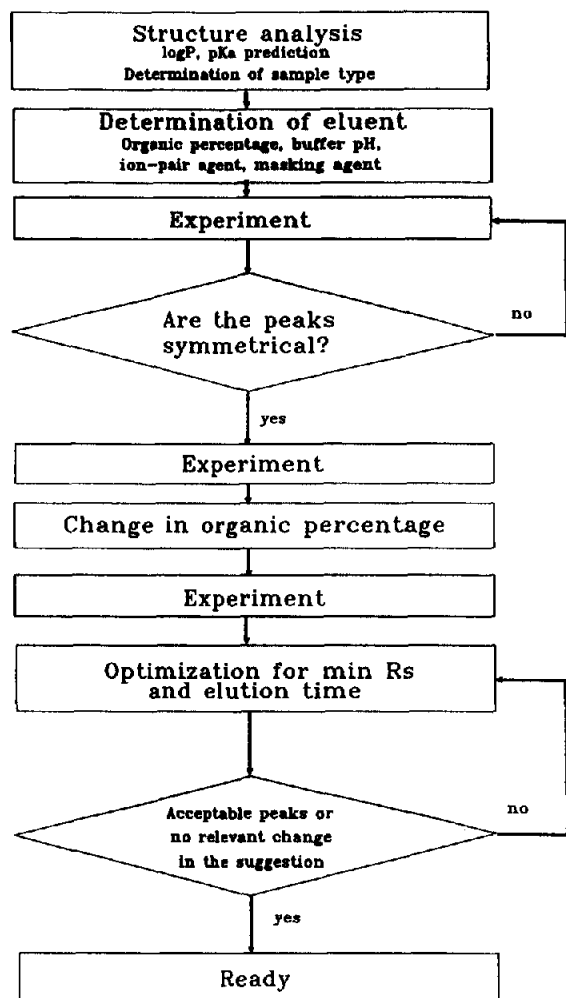 Structure analysis
logP, pKa prediction
Determination of sample type
Determination of eluent
Organic percentage, buffer pH,
ion-pair agent, masking agent
Experiment
Are the peaks
symmetrical?
no
yes
Experiment
Change in organic percentage
Experiment
Optimization for min Rs
and elution time
Acceptable peaks or
no relevant change
in the suggestion
no
yes
Ready